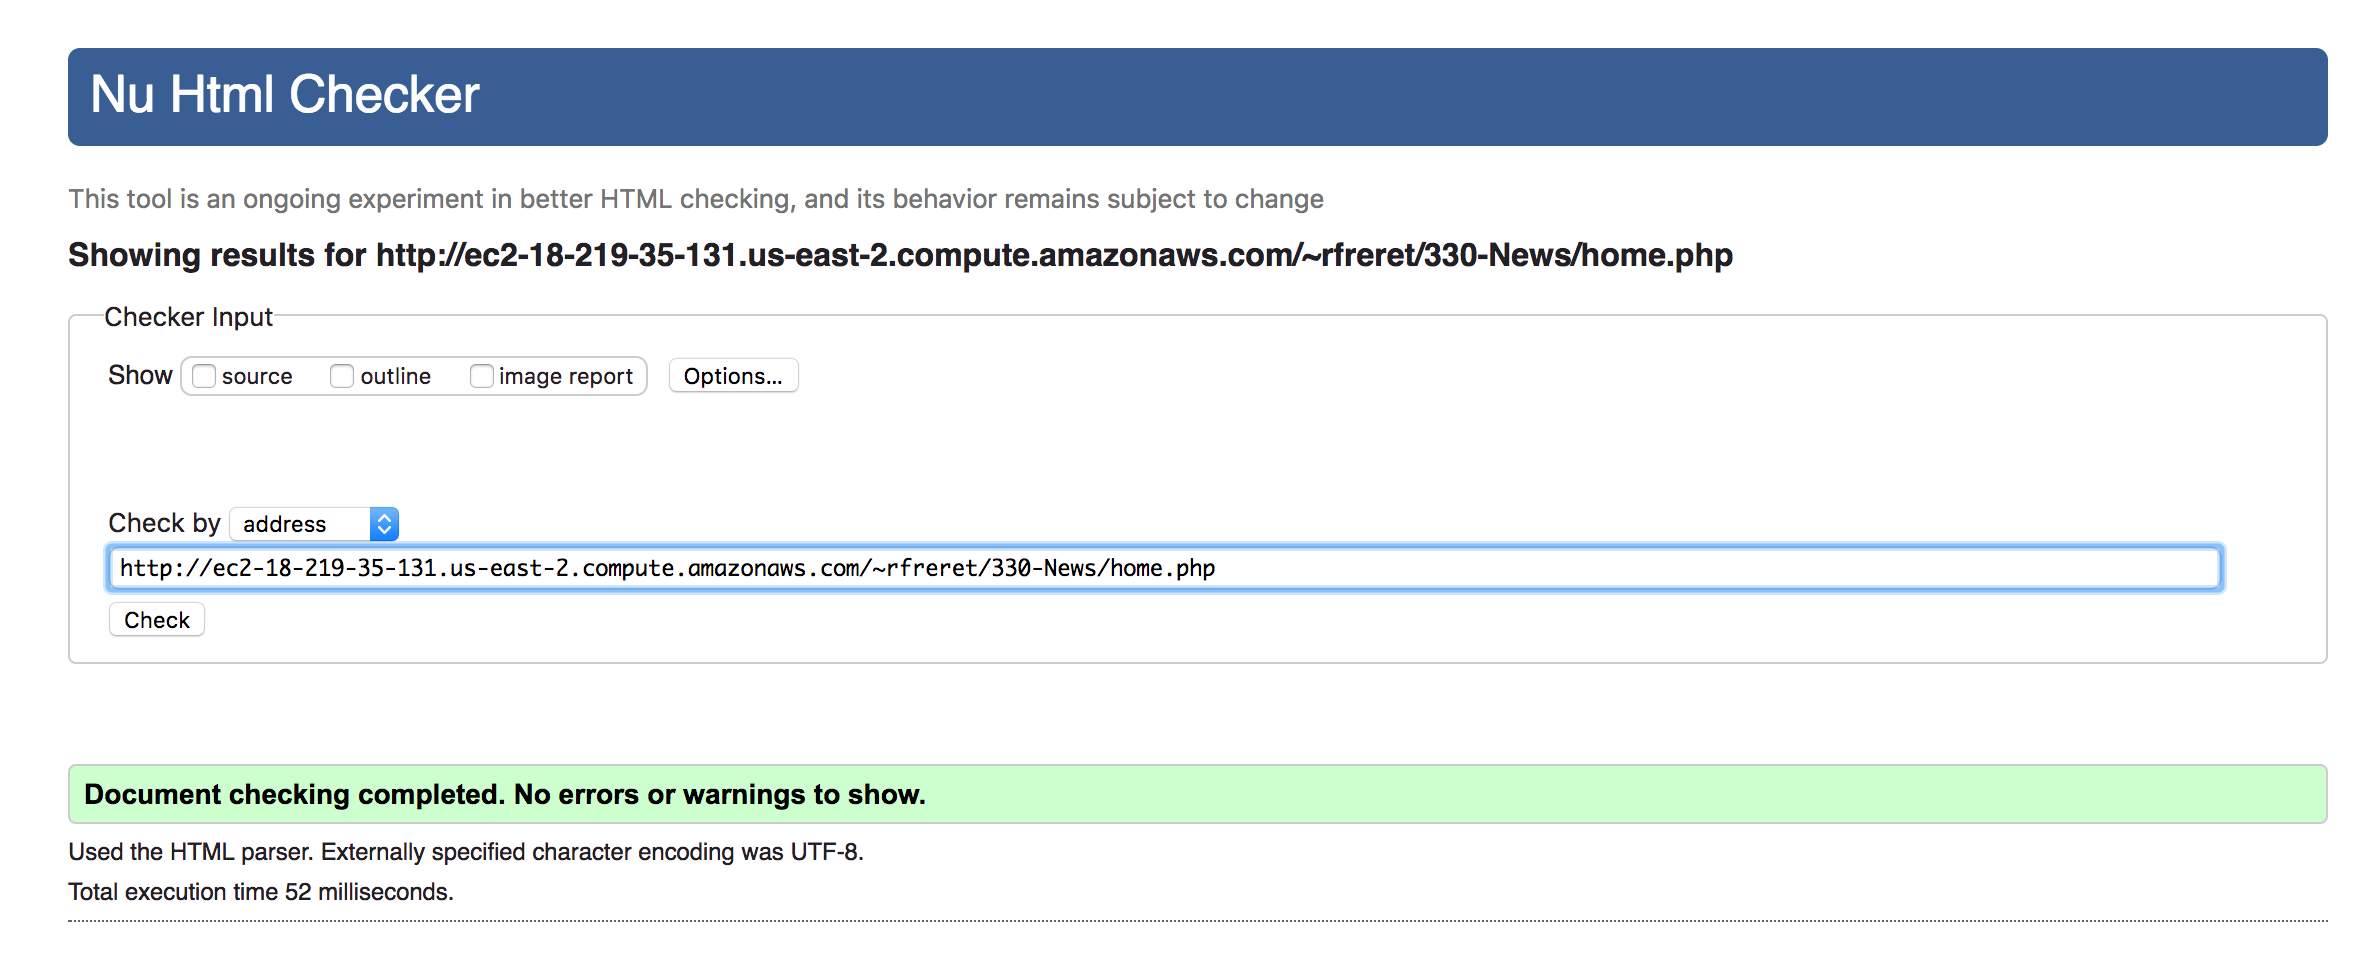 Nu Html Checker
This tool is an ongoing experiment in better HTML checking, and its behavior remains subject to change
Showing results for http://ec2-18-219-35-131.us-east-2.compute.amazonaws.com/~rfreret/330-News/home.php
Checker Input
Show source outline image report Options...
Check by address
http://ec2-18-219-35-131.us-east-2.compute.amazonaws.com/~rfreret/330-News/home.php
Check
Document checking completed. No errors or warnings to show.
Used the HTML parser. Externally specified character encoding was UTF-8.
Total execution time 52 milliseconds.